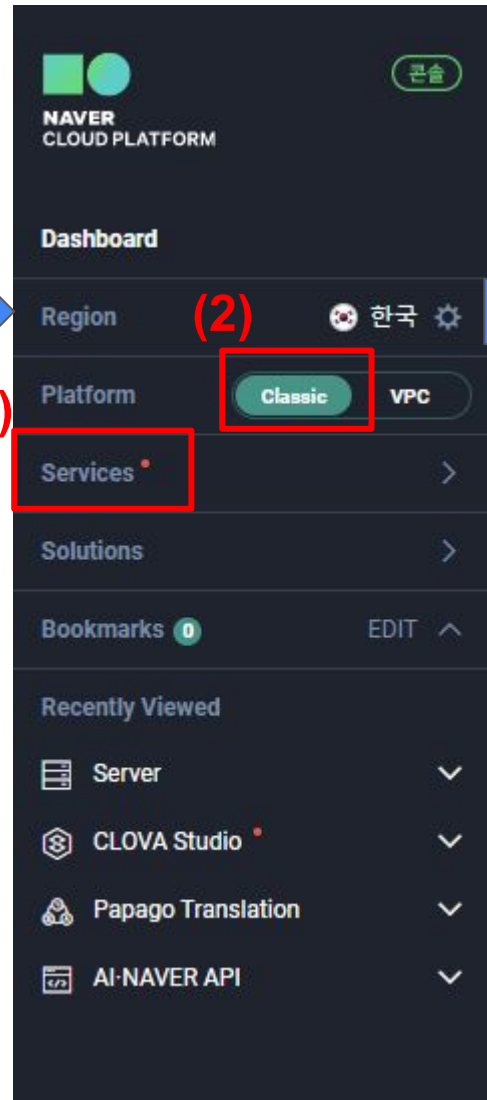 콘솔
NAVER
CLOUD PLATFORM
Dashboard
Region (2) 한국
Platform Classic VPC
)
Services
Solutions
Bookmarks 0 EDIT
Recently Viewed
Server
CLOVA Studio
Papago Translation
AI·NAVER API